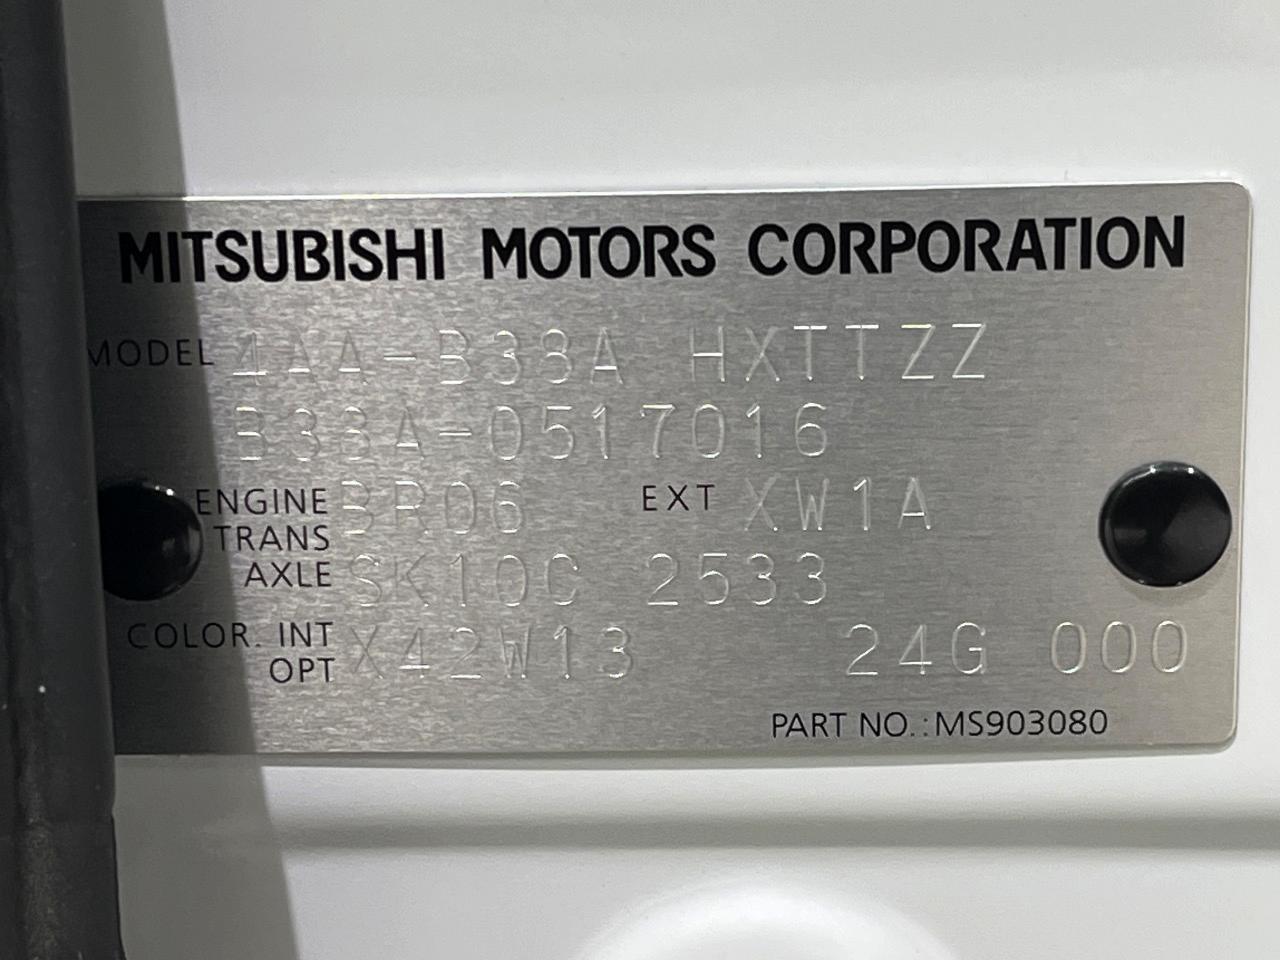 MITSUBISHI MOTORS CORPORATION
MODEL 4AA-B38A HXTTZZ
B38A-0517016
ENGINE BR06 EXT XW1A
TRANS
AXLE SK10C 2533
COLOR. INT X42W13 24G 000
OPT
PART NO.:MS903080